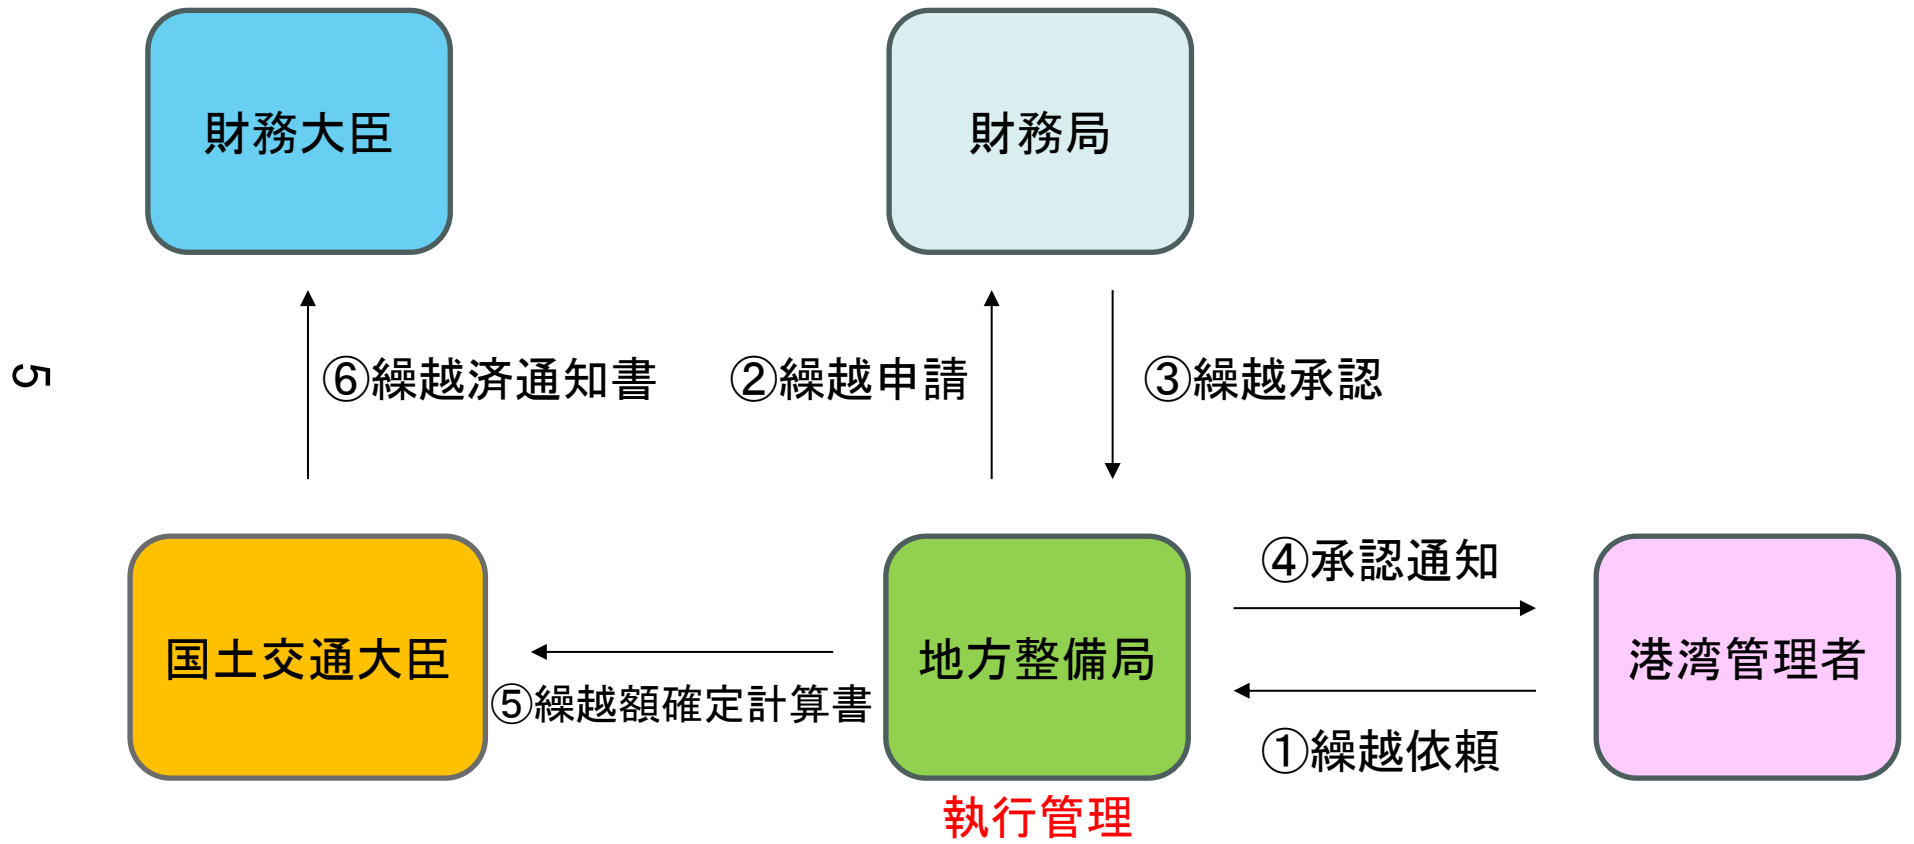 財務大臣
財務局
⑥繰越済通知書
②繰越申請
③繰越承認
5
④承認通知
国土交通大臣
地方整備局
港湾管理者
⑤繰越額確定計算書
①繰越依頼
執行管理